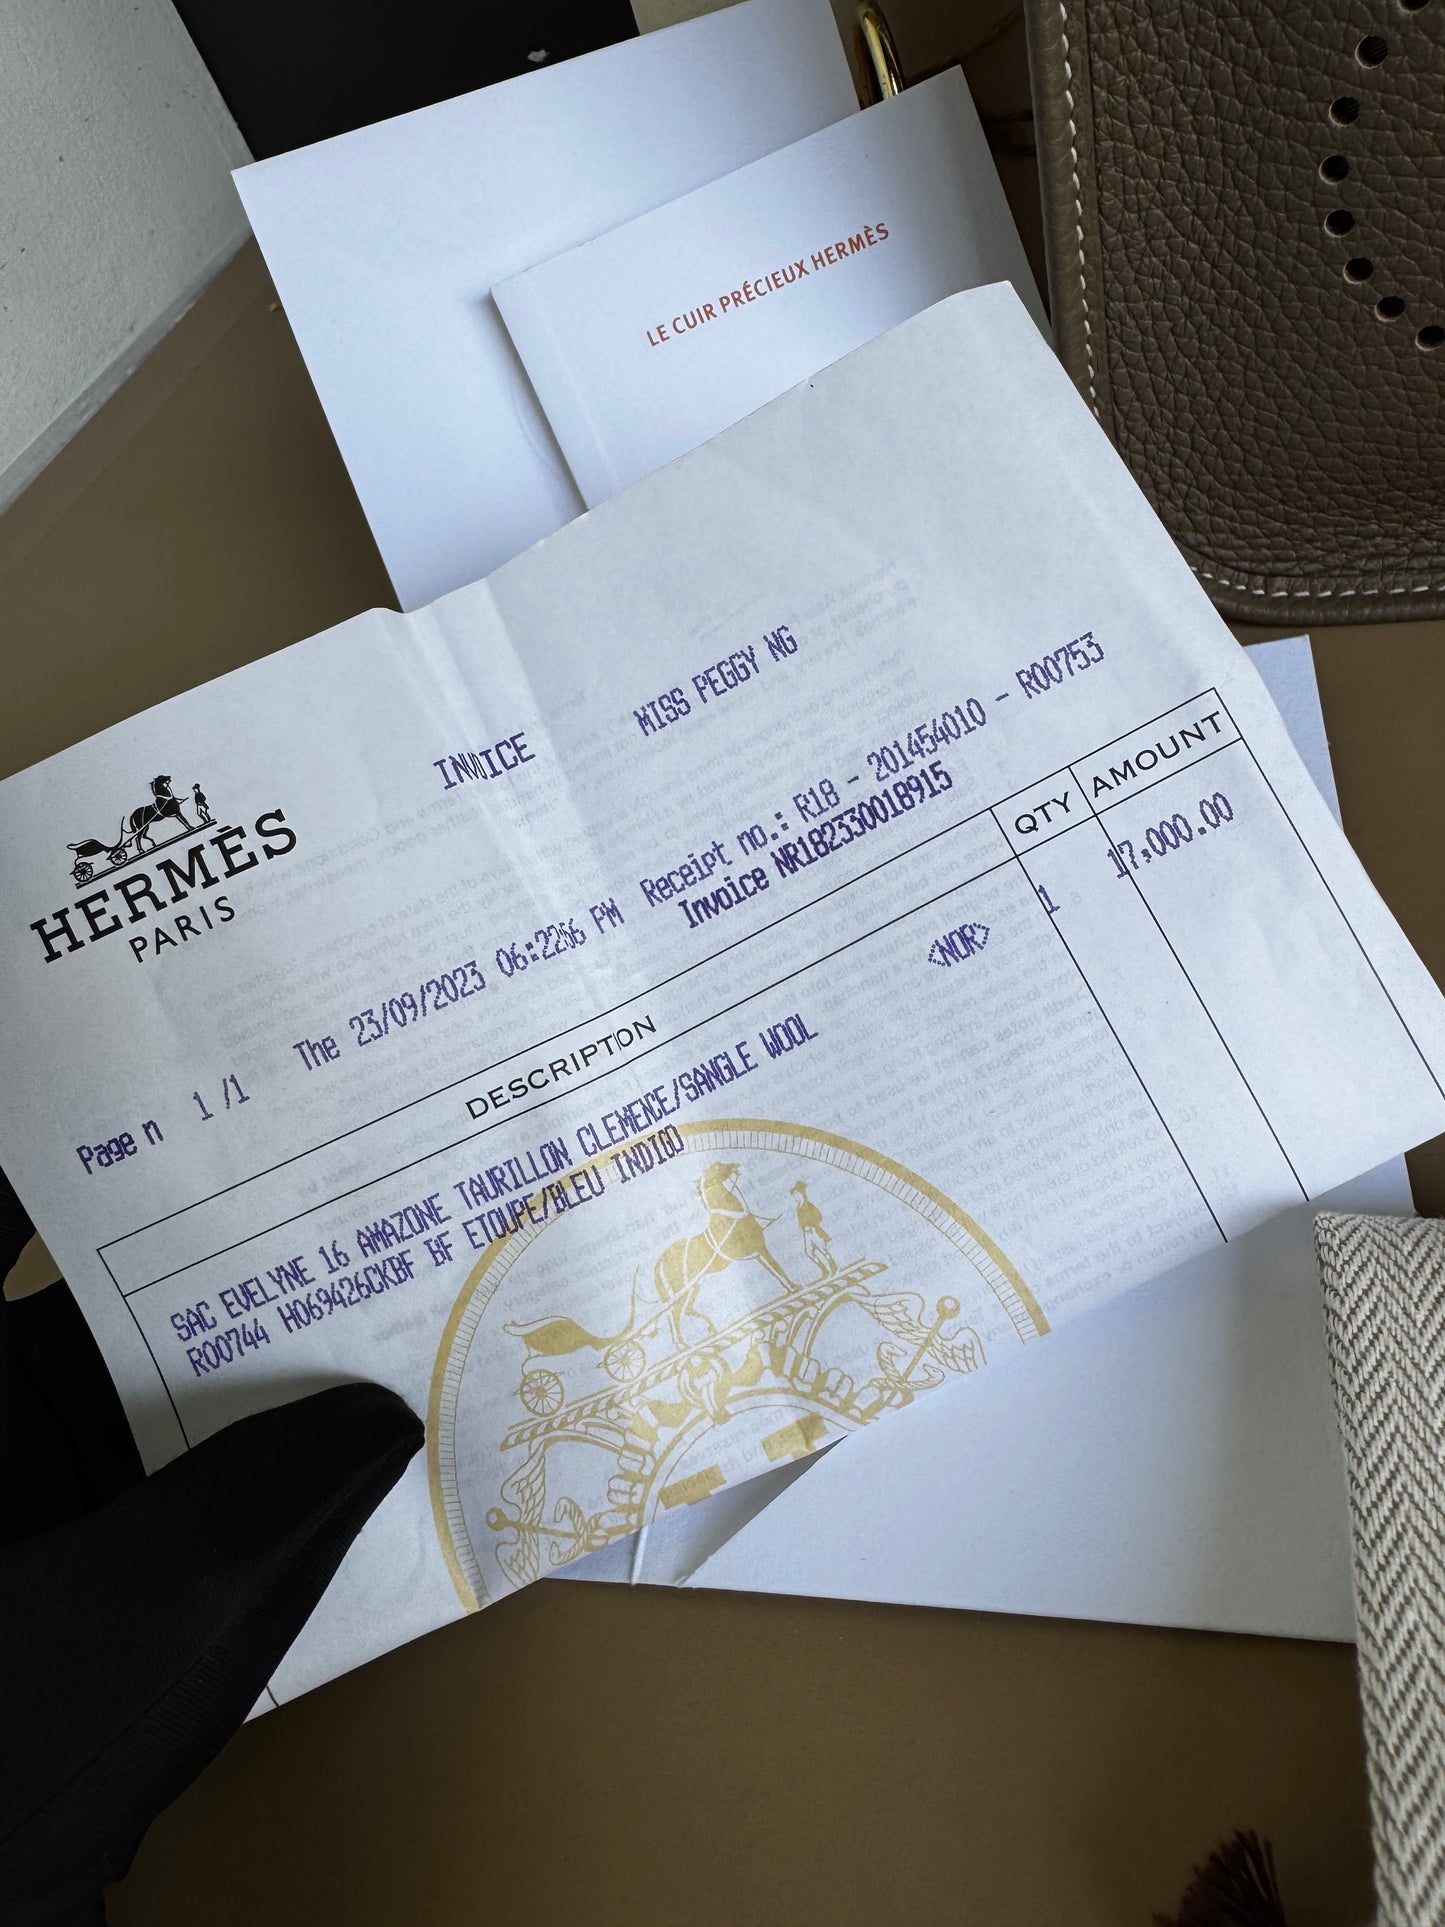 LE CUIR PRÉCIEUX HERMÈS
HERMÈS
PARIS
INVOICE
MISS PEGGY NG
Page n 1 /1 The 23/09/2023 06:22:56 PM Receipt no.: R18 - 201454010 - R00753
Invoice NR182330018915
DESCRIPTION QTY AMOUNT
<NOR> 1 17,000.00
SAC EVELYNE 16 AMAZONE TAURILLON CLEMENCE/SANGLE WOOL
R00744 H069426CKBF BF ETOUPE/BLEU INDIGO